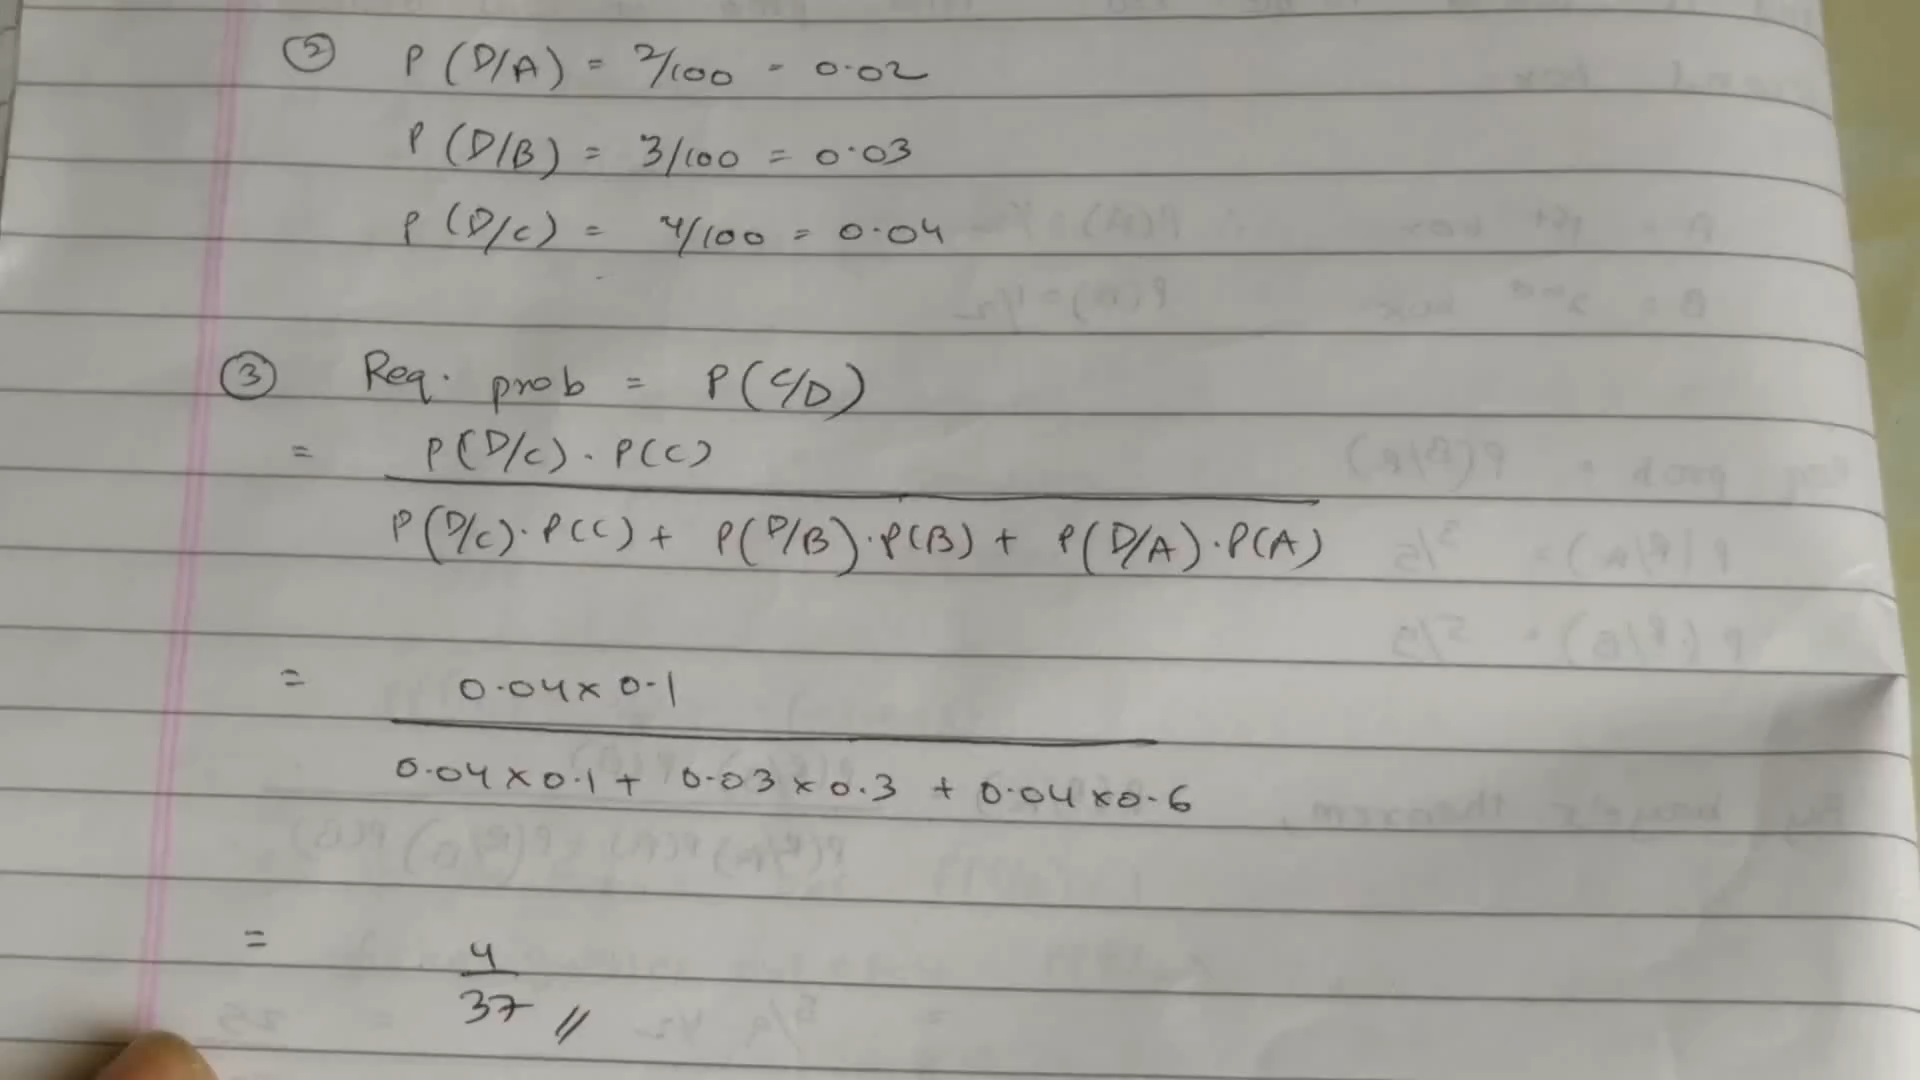 ② P (D/A) = 2/100 = 0.02
P (D/B) = 3/100 = 0.03
P (D/C) = 4/100 = 0.04
③ Req. prob = P(C/D)
= P(D/C) . P(C)
P(D/C) . P(C) + P(D/B) . P(B) + P(D/A) . P(A)
= 0.04 x 0.1
0.04 x 0.1 + 0.03 x 0.3 + 0.04 x 0.6
= 4
37 //